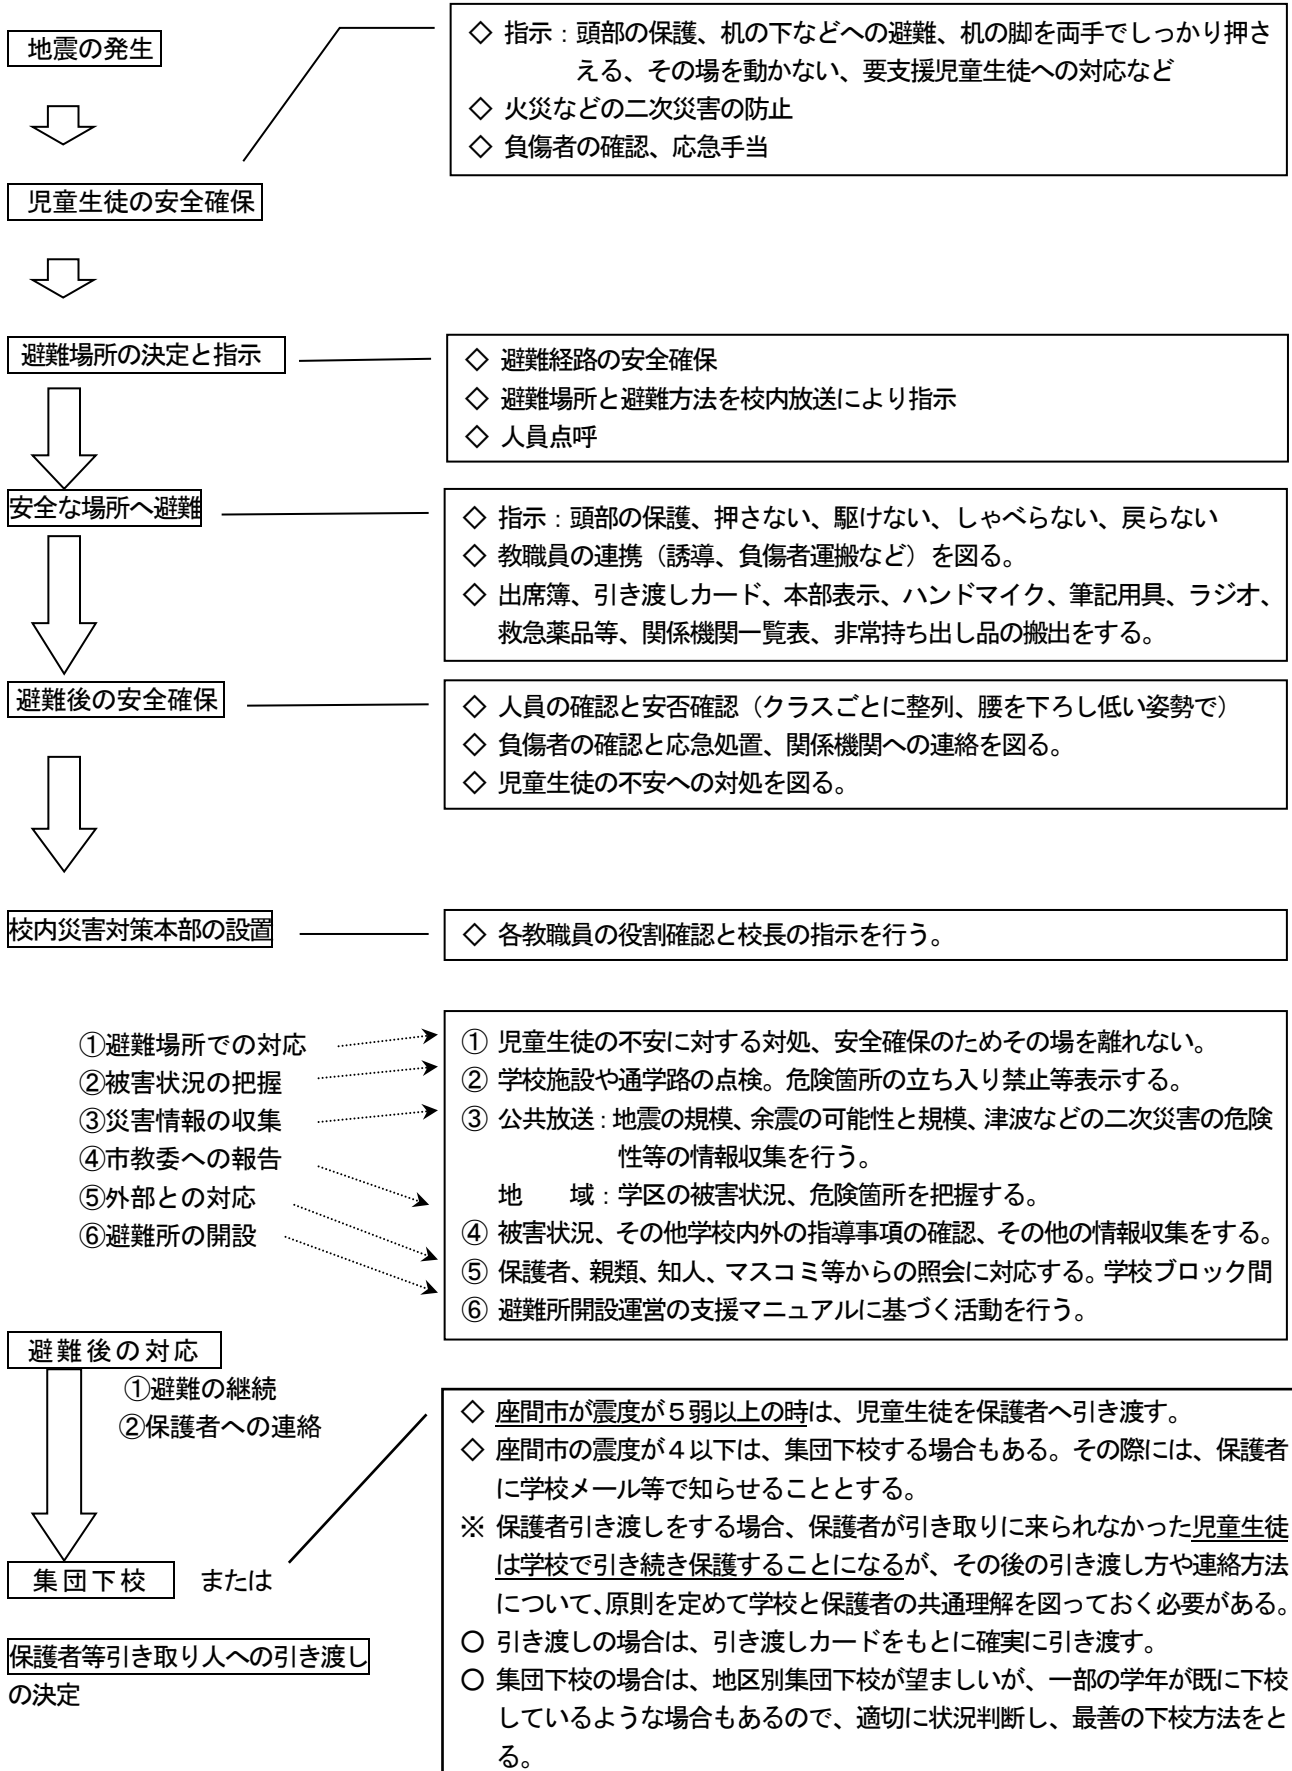 地震の発生
◇ 指示：頭部の保護、机の下などへの避難、机の脚を両手でしっかり押さ
える、その場を動かない、要支援児童生徒への対応など
◇ 火災などの二次災害の防止
◇ 負傷者の確認、応急手当
児童生徒の安全確保
避難場所の決定と指示
◇ 避難経路の安全確保
◇ 避難場所と避難方法を校内放送により指示
◇ 人員点呼
安全な場所へ避難
◇ 指示：頭部の保護、押さない、駆けない、しゃべらない、戻らない
◇ 教職員の連携（誘導、負傷者運搬など）を図る。
◇ 出席簿、引き渡しカード、本部表示、ハンドマイク、筆記用具、ラジオ、
救急薬品等、関係機関一覧表、非常持ち出し品の搬出をする。
避難後の安全確保
◇ 人員の確認と安否確認（クラスごとに整列、腰を下ろし低い姿勢で）
◇ 負傷者の確認と応急処置、関係機関への連絡を図る。
◇ 児童生徒の不安への対処を図る。
校内災害対策本部の設置
◇ 各教職員の役割確認と校長の指示を行う。
①避難場所での対応
②被害状況の把握
③災害情報の収集
④市教委への報告
⑤外部との対応
⑥避難所の開設
① 児童生徒の不安に対する対処、安全確保のためその場を離れない。
② 学校施設や通学路の点検。危険箇所の立ち入り禁止等表示する。
③ 公共放送：地震の規模、余震の可能性と規模、津波などの二次災害の危険
性等の情報収集を行う。
地　　域：学区の被害状況、危険箇所を把握する。
④ 被害状況、その他学校内外の指導事項の確認、その他の情報収集をする。
⑤ 保護者、親類、知人、マスコミ等からの照会に対応する。学校ブロック間
⑥ 避難所開設運営の支援マニュアルに基づく活動を行う。
避難後の対応
①避難の継続
②保護者への連絡
集団下校 または
保護者等引き取り人への引き渡し
の決定
◇ 座間市が震度が５弱以上の時は、児童生徒を保護者へ引き渡す。
◇ 座間市の震度が４以下は、集団下校する場合もある。その際には、保護者
に学校メール等で知らせることとする。
※ 保護者引き渡しをする場合、保護者が引き取りに来られなかった児童生徒
は学校で引き続き保護することになるが、その後の引き渡し方や連絡方法
について、原則を定めて学校と保護者の共通理解を図っておく必要がある。
〇 引き渡しの場合は、引き渡しカードをもとに確実に引き渡す。
〇 集団下校の場合は、地区別集団下校が望ましいが、一部の学年が既に下校
しているような場合もあるので、適切に状況判断し、最善の下校方法をと
る。